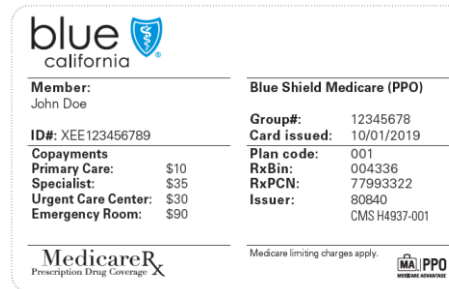 blue
california
Member:
John Doe
ID#: XEE123456789
Copayments
Primary Care: $10
Specialist: $35
Urgent Care Center: $30
Emergency Room: $90
MedicareRx
Prescription Drug Coverage
Blue Shield Medicare (PPO)
Group#: 12345678
Card issued: 10/01/2019
Plan code: 001
RxBin: 004336
RxPCN: 77993322
Issuer: 80840
CMS H4937-001
Medicare limiting charges apply.
MA PPO
MEDICARE ADVANTAGE